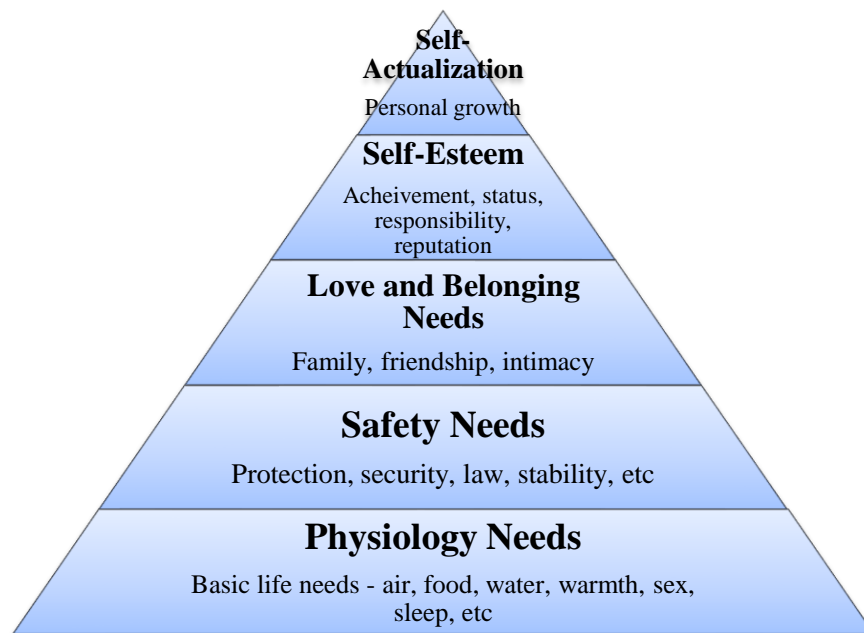 Self-
Actualization
Personal growth
Self-Esteem
Acheivement, status,
responsibility,
reputation
Love and Belonging
Needs
Family, friendship, intimacy
Safety Needs
Protection, security, law, stability, etc
Physiology Needs
Basic life needs - air, food, water, warmth, sex,
sleep, etc